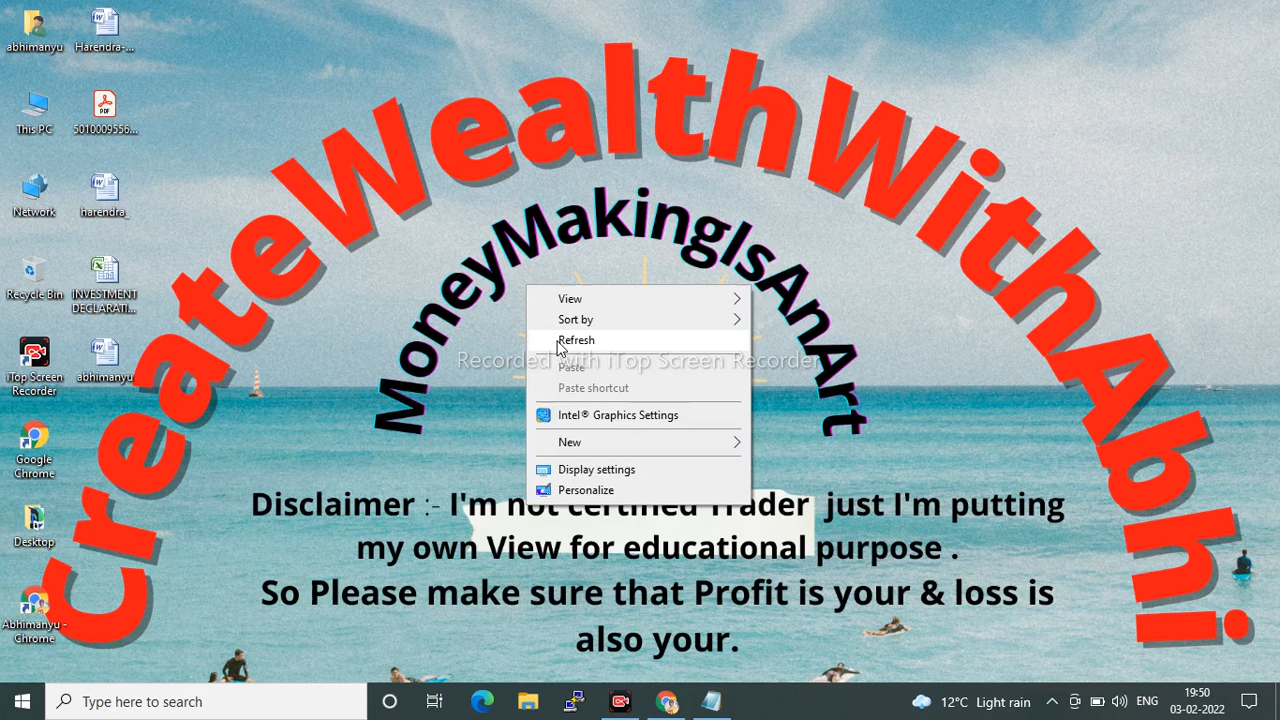 abhimanyu
Harendra-...
This PC
PDF
5010009556...
Network
harendra_
Recycle Bin
INVESTMENT
DECLARATI...
iTop Screen
Recorder
abhimanyu
Google
Chrome
Desktop
Abhimanyu -
Chrome
CreateWealthWithAbhi
MoneyMakingIsAnArt
View
Sort by
Refresh
Recorded with iTop Screen Recorder
Paste
Paste shortcut
Intel® Graphics Settings
New
Display settings
Personalize
Disclaimer :- I'm not certified Trader just I'm putting
my own View for educational purpose .
So Please make sure that Profit is your & loss is
also your.
Type here to search
12°C Light rain
ENG
19:50
03-02-2022